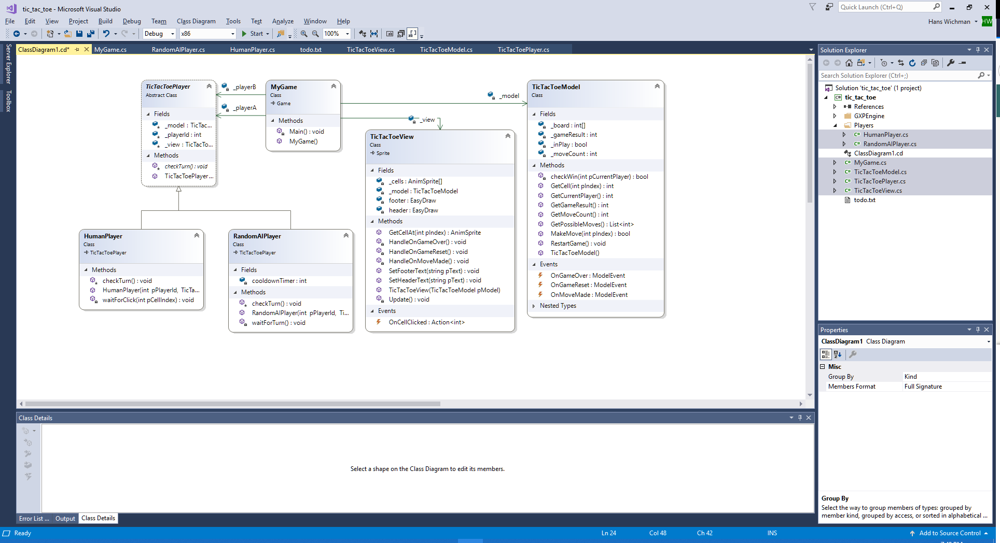 tic_tac_toe - Microsoft Visual Studio
Quick Launch (Ctrl+Q)
File Edit View Project Build Debug Team Class Diagram Tools Test Analyze Window Help
Hans Wichman HW
Debug x86 Start 100%
Server Explorer
Toolbox
ClassDiagram1.cd* MyGame.cs RandomAIPlayer.cs HumanPlayer.cs todo.txt TicTacToeView.cs TicTacToeModel.cs TicTacToePlayer.cs
TicTacToePlayer
Abstract Class
Fields
_model : TicTac...
_playerId : int
_view : TicTacTo...
Methods
checkTurn() : void
TicTacToePlayer ...
_playerB
_playerA
MyGame
Class
Game
Methods
Main() : void
MyGame()
_model
_view
HumanPlayer
Class
TicTacToePlayer
Methods
checkTurn() : void
HumanPlayer(int pPlayerId, TicTa...
waitForClick(int pCellIndex) : void
RandomAIPlayer
Class
TicTacToePlayer
Fields
cooldownTimer : int
Methods
checkTurn() : void
RandomAIPlayer(int pPlayerId, Ti...
waitForTurn() : void
TicTacToeView
Class
Sprite
Fields
_cells : AnimSprite[]
_model : TicTacToeModel
footer : EasyDraw
header : EasyDraw
Methods
GetCellAt(int pIndex) : AnimSprite
HandleOnGameOver() : void
HandleOnGameReset() : void
HandleOnMoveMade() : void
SetFooterText(string pText) : void
SetHeaderText(string pText) : void
TicTacToeView(TicTacToeModel pModel)
Update() : void
Events
OnCellClicked : Action<int>
TicTacToeModel
Class
Fields
_board : int[]
_gameResult : int
_inPlay : bool
_moveCount : int
Methods
checkWin(int pCurrentPlayer) : bool
GetCell(int pIndex) : int
GetCurrentPlayer() : int
GetGameResult() : int
GetMoveCount() : int
GetPossibleMoves() : List<int>
MakeMove(int pIndex) : bool
RestartGame() : void
TicTacToeModel()
Events
OnGameOver : ModelEvent
OnGameReset : ModelEvent
OnMoveMade : ModelEvent
Nested Types
Solution Explorer
Search Solution Explorer (Ctrl+;)
Solution 'tic_tac_toe' (1 project)
C# tic_tac_toe
References
GXPEngine
Players
C# HumanPlayer.cs
C# RandomAIPlayer.cs
ClassDiagram1.cd
C# MyGame.cs
C# TicTacToeModel.cs
C# TicTacToePlayer.cs
C# TicTacToeView.cs
todo.txt
Properties
ClassDiagram1 Class Diagram
Misc
Group By Kind
Members Format Full Signature
Group By
Select the way to group members of types: grouped by
member kind, grouped by access, or sorted in alphabetical ...
Class Details
Select a shape on the Class Diagram to edit its members.
Error List ... Output Class Details
Ready Ln 24 Col 48 Ch 42 INS Add to Source Control